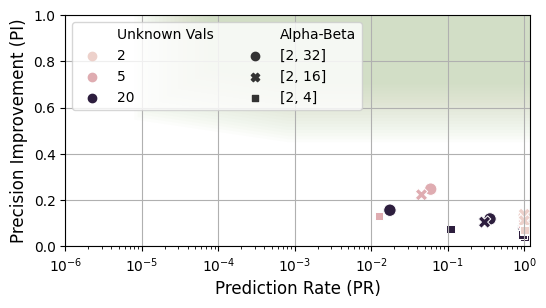 Precision Improvement (PI)
1.0
0.8
0.6
0.4
0.2
0.0
Unknown Vals
2
5
20
Alpha-Beta
[2, 32]
[2, 16]
[2, 4]
10⁻⁶ 10⁻⁵ 10⁻⁴ 10⁻³ 10⁻² 10⁻¹ 10⁰
Prediction Rate (PR)